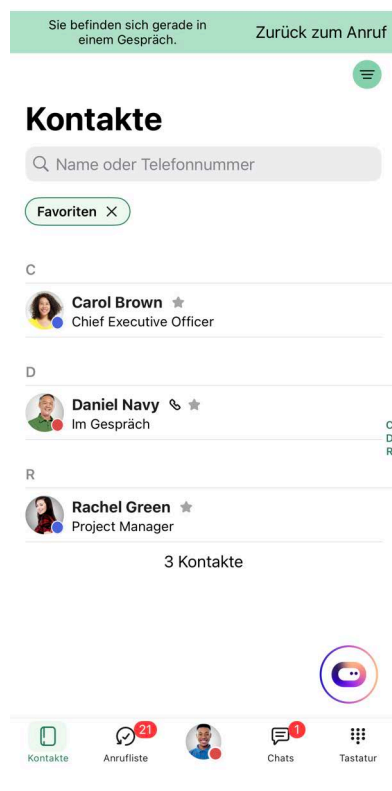 Sie befinden sich gerade in
einem Gespräch.
Zurück zum Anruf
Kontakte
Name oder Telefonnummer
Favoriten
C
Carol Brown
Chief Executive Officer
D
Daniel Navy
Im Gespräch
C
D
R
R
Rachel Green
Project Manager
3 Kontakte
21
1
Kontakte
Anrufliste
Chats
Tastatur